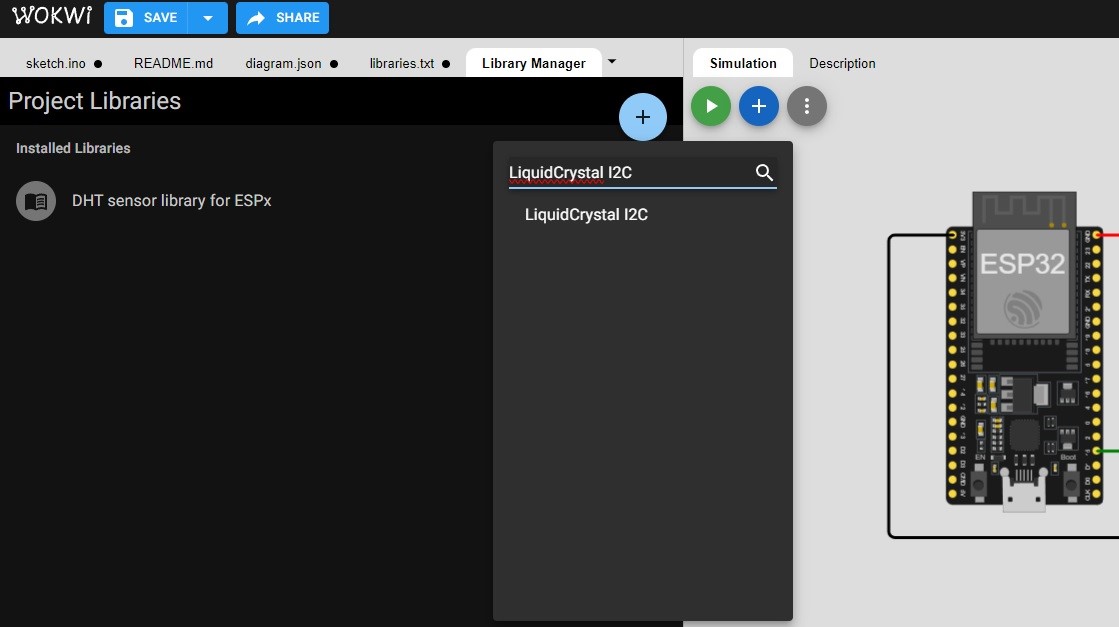 WOKWI SAVE SHARE
sketch.ino README.md diagram.json libraries.txt Library Manager Simulation Description
Project Libraries
Installed Libraries
DHT sensor library for ESPx
LiquidCrystal I2C
LiquidCrystal I2C
ESP32
EN Boot